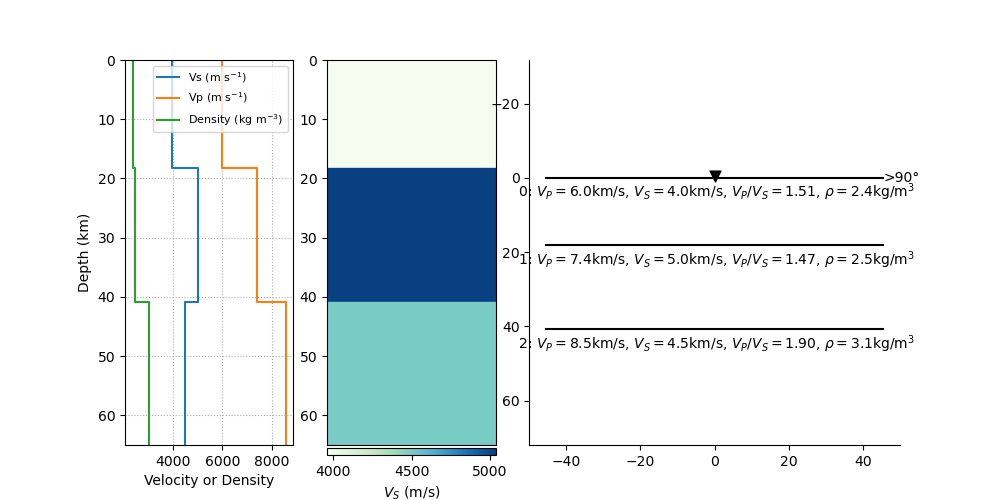 0
10
20
30
40
50
60
Depth (km)
Vs (m s⁻¹)
Vp (m s⁻¹)
Density (kg m⁻³)
4000 6000 8000
Velocity or Density
0
10
20
30
40
50
60
4000 4500 5000
V_S (m/s)
−20
0
20
40
60
>90°
0: V_P = 6.0km/s, V_S = 4.0km/s, V_P/V_S = 1.51, ρ = 2.4kg/m³
1: V_P = 7.4km/s, V_S = 5.0km/s, V_P/V_S = 1.47, ρ = 2.5kg/m³
2: V_P = 8.5km/s, V_S = 4.5km/s, V_P/V_S = 1.90, ρ = 3.1kg/m³
−40 −20 0 20 40